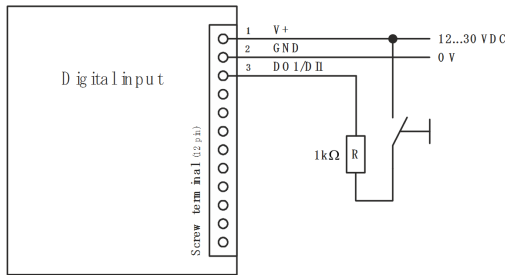 1 V+
12...30 VDC
2 GND
0 V
3 DO1/DI1
Digital input
Screw terminal (12 pin)
1kΩ R